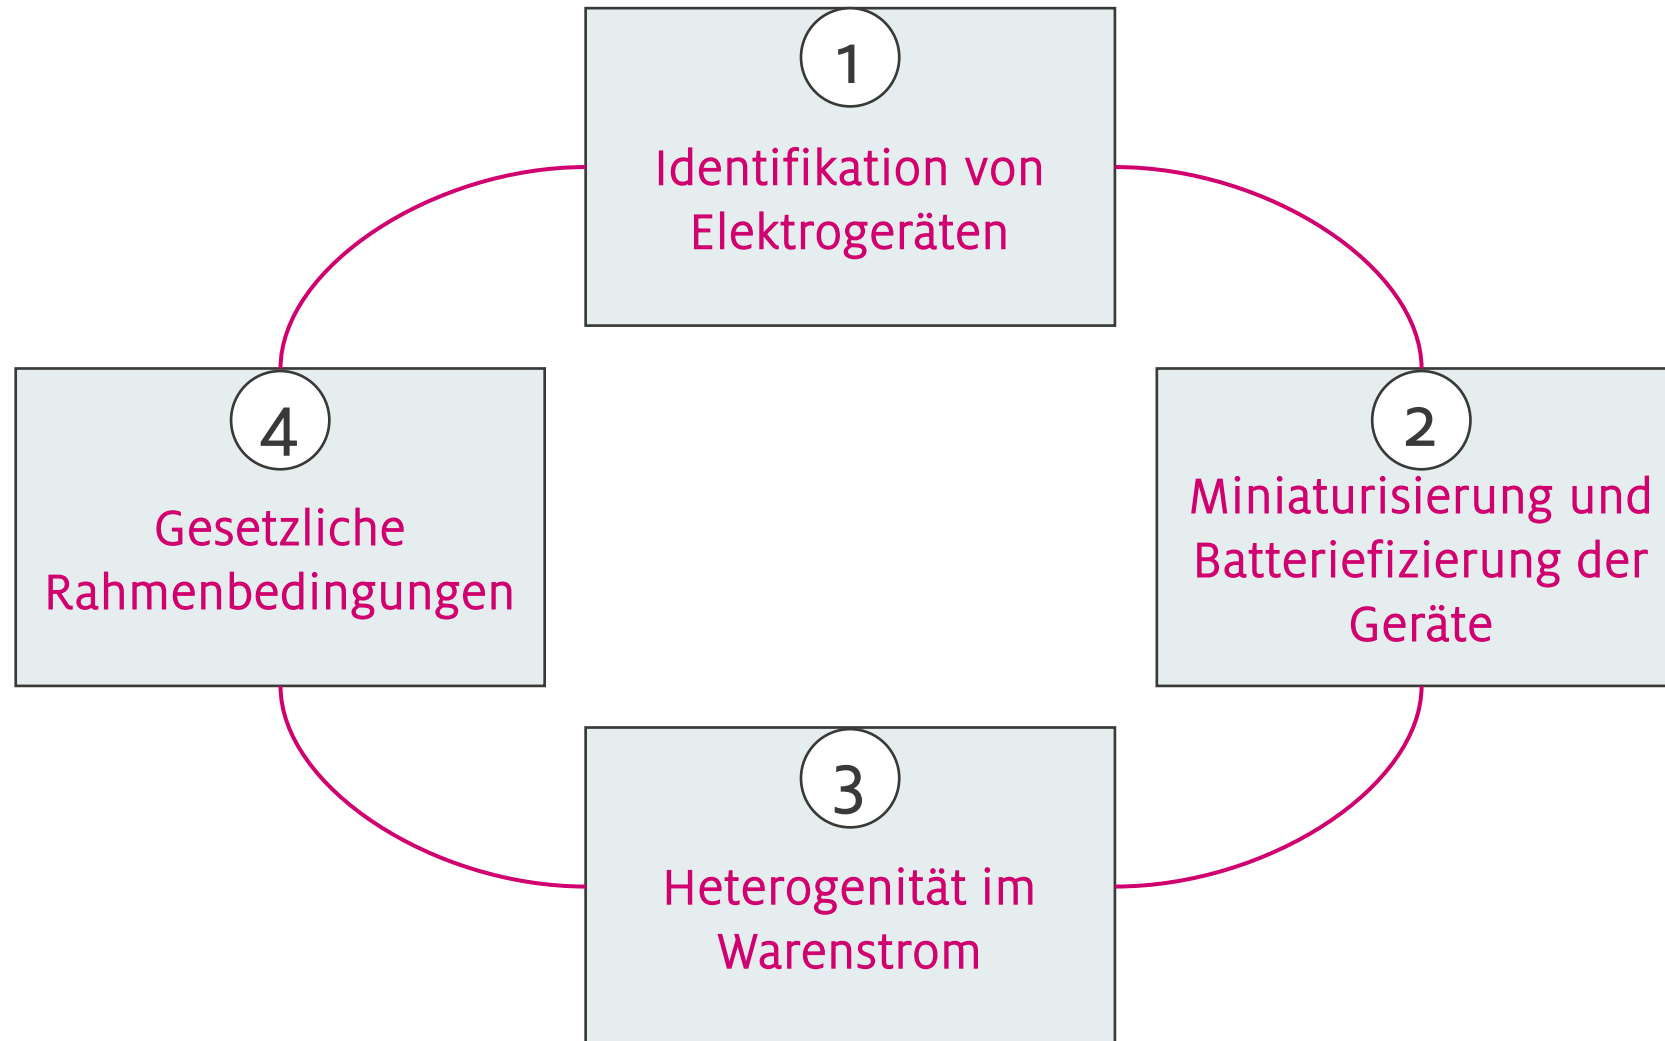 1
Identifikation von
Elektrogeräten
2
Miniaturisierung und
Batteriefizierung der
Geräte
3
Heterogenität im
Warenstrom
4
Gesetzliche
Rahmenbedingungen